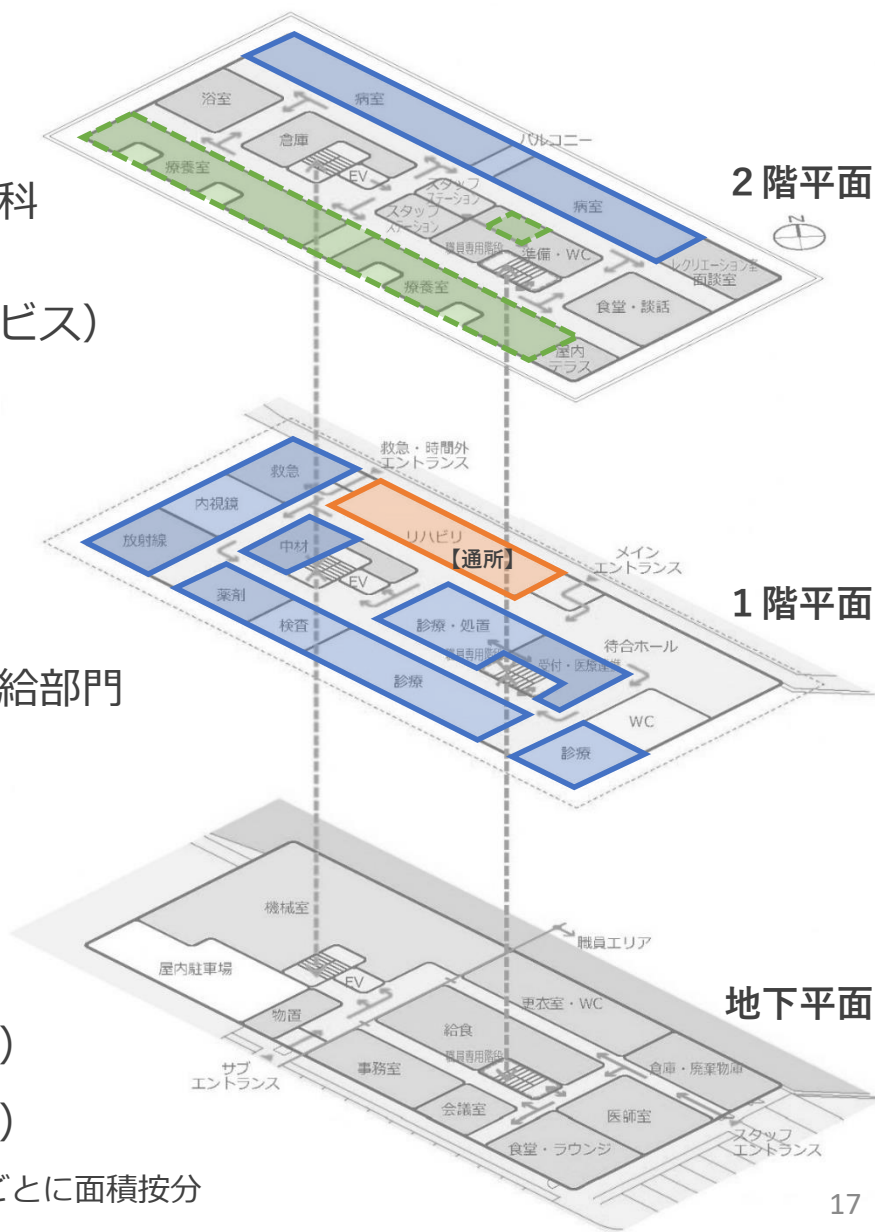 科
ビス）
給部門
）
）
ごとに面積按分
２階平面
浴室
病室
バルコニー
倉庫
療養室
EV
スタッフ
ステーション
スタッフ
ステーション
病室
職員専用階段
準備・WC
レクリエーション室
面談室
療養室
食堂・談話
屋内
テラス
N
１階平面
救急・時間外
エントランス
救急
内視鏡
放射線
リハビリ
【通所】
中材
メイン
エントランス
EV
薬剤
診療・処置
検査
待合ホール
職員専用階段
受付・医療連携
診療
WC
診療
地下平面
機械室
職員エリア
屋内駐車場
EV
更衣室・WC
物置
給食
職員専用階段
倉庫・廃棄物庫
サブ
エントランス
事務室
会議室
医師室
食堂・ラウンジ
スタッフ
エントランス
17